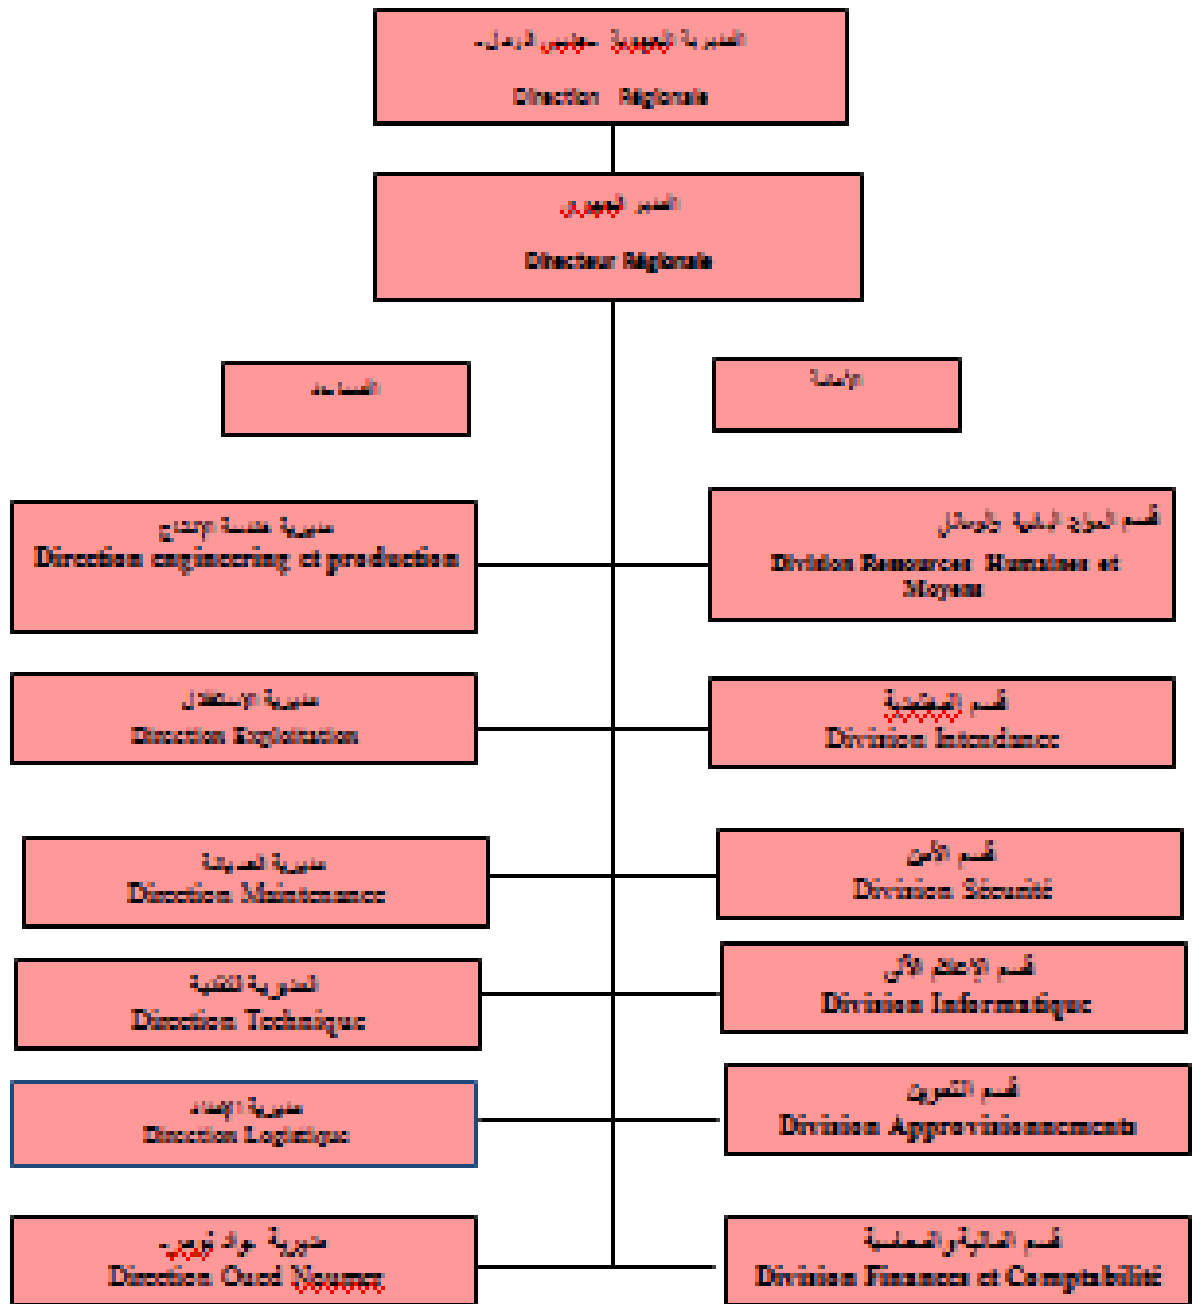 المديرية الجهوية -حاسي الرمل-
Direction Régionale
المدير الجهوي
Directeur Régionale
المساعد
الأمانة
مديرية هندسة الإنتاج
Direction engineering et production
قسم الموارد البشرية والوسائل
Division Ressources Humaines et
Moyens
مديرية الاستغلال
Direction Exploitation
قسم
Division Intendance
مديرية الصيانة
Direction Maintenance
قسم الأمن
Division Sécurité
المديرية التقنية
Direction Technique
قسم الإعلام الآلي
Division Informatique
مديرية الإمداد
Direction Logistique
قسم التموين
Division Approvisionnements
مديرية -واد نومر-
Direction Oued Noumer
قسم المالية والمحاسبة
Division Finances et Comptabilité